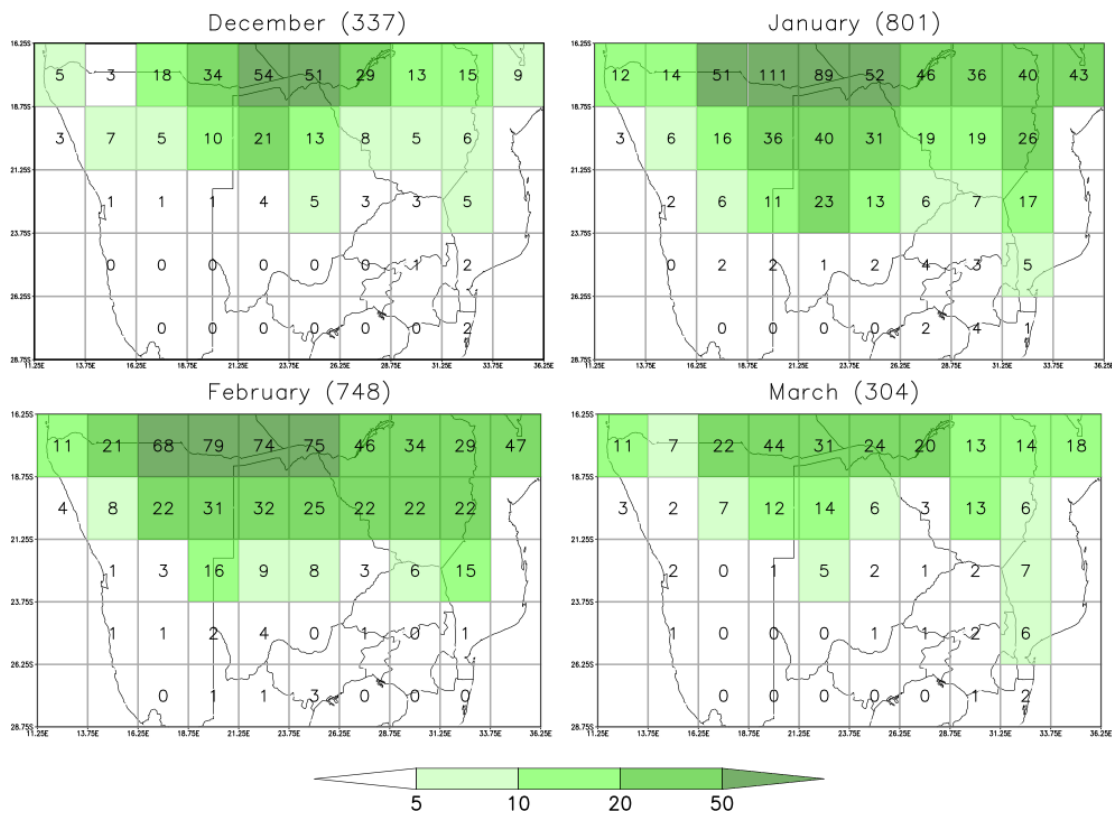 December (337)
January (801)
16.25S 5 3 18 34 54 51 29 13 15 9
16.25S 12 14 51 111 89 52 46 36 40 43
18.75S 3 7 5 10 21 13 8 5 6
18.75S 3 6 16 36 40 31 19 19 26
21.25S 1 1 1 4 5 3 3 5
21.25S 2 6 11 23 13 6 7 17
23.75S 0 0 0 0 0 0 1 2
23.75S 0 2 2 1 2 4 3 5
26.25S 0 0 0 0 0 0 2
26.25S 0 0 0 0 2 4 1
28.75S
28.75S
11.25E 13.75E 16.25E 18.75E 21.25E 23.75E 26.25E 28.75E 31.25E 33.75E 36.25E
11.25E 13.75E 16.25E 18.75E 21.25E 23.75E 26.25E 28.75E 31.25E 33.75E 36.25E
February (748)
March (304)
16.25S 11 21 68 79 74 75 46 34 29 47
16.25S 11 7 22 44 31 24 20 13 14 18
18.75S 4 8 22 31 32 25 22 22 22
18.75S 3 2 7 12 14 6 3 13 6
21.25S 1 3 16 9 8 3 6 15
21.25S 2 0 1 5 2 1 2 7
23.75S 1 1 2 4 0 1 0 1
23.75S 1 0 0 0 1 1 2 6
26.25S 0 1 1 3 0 0 0
26.25S 0 0 0 0 0 1 2
28.75S
28.75S
11.25E 13.75E 16.25E 18.75E 21.25E 23.75E 26.25E 28.75E 31.25E 33.75E 36.25E
11.25E 13.75E 16.25E 18.75E 21.25E 23.75E 26.25E 28.75E 31.25E 33.75E 36.25E
5 10 20 50